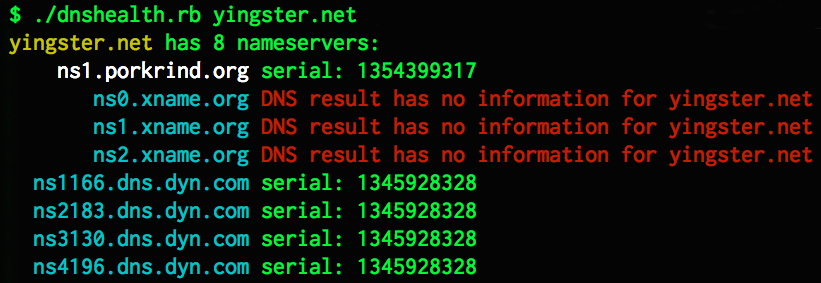 $ ./dnshealth.rb yingster.net
yingster.net has 8 nameservers:
ns1.porkrind.org serial: 1354399317
ns0.xname.org DNS result has no information for yingster.net
ns1.xname.org DNS result has no information for yingster.net
ns2.xname.org DNS result has no information for yingster.net
ns1166.dns.dyn.com serial: 1345928328
ns2183.dns.dyn.com serial: 1345928328
ns3130.dns.dyn.com serial: 1345928328
ns4196.dns.dyn.com serial: 1345928328